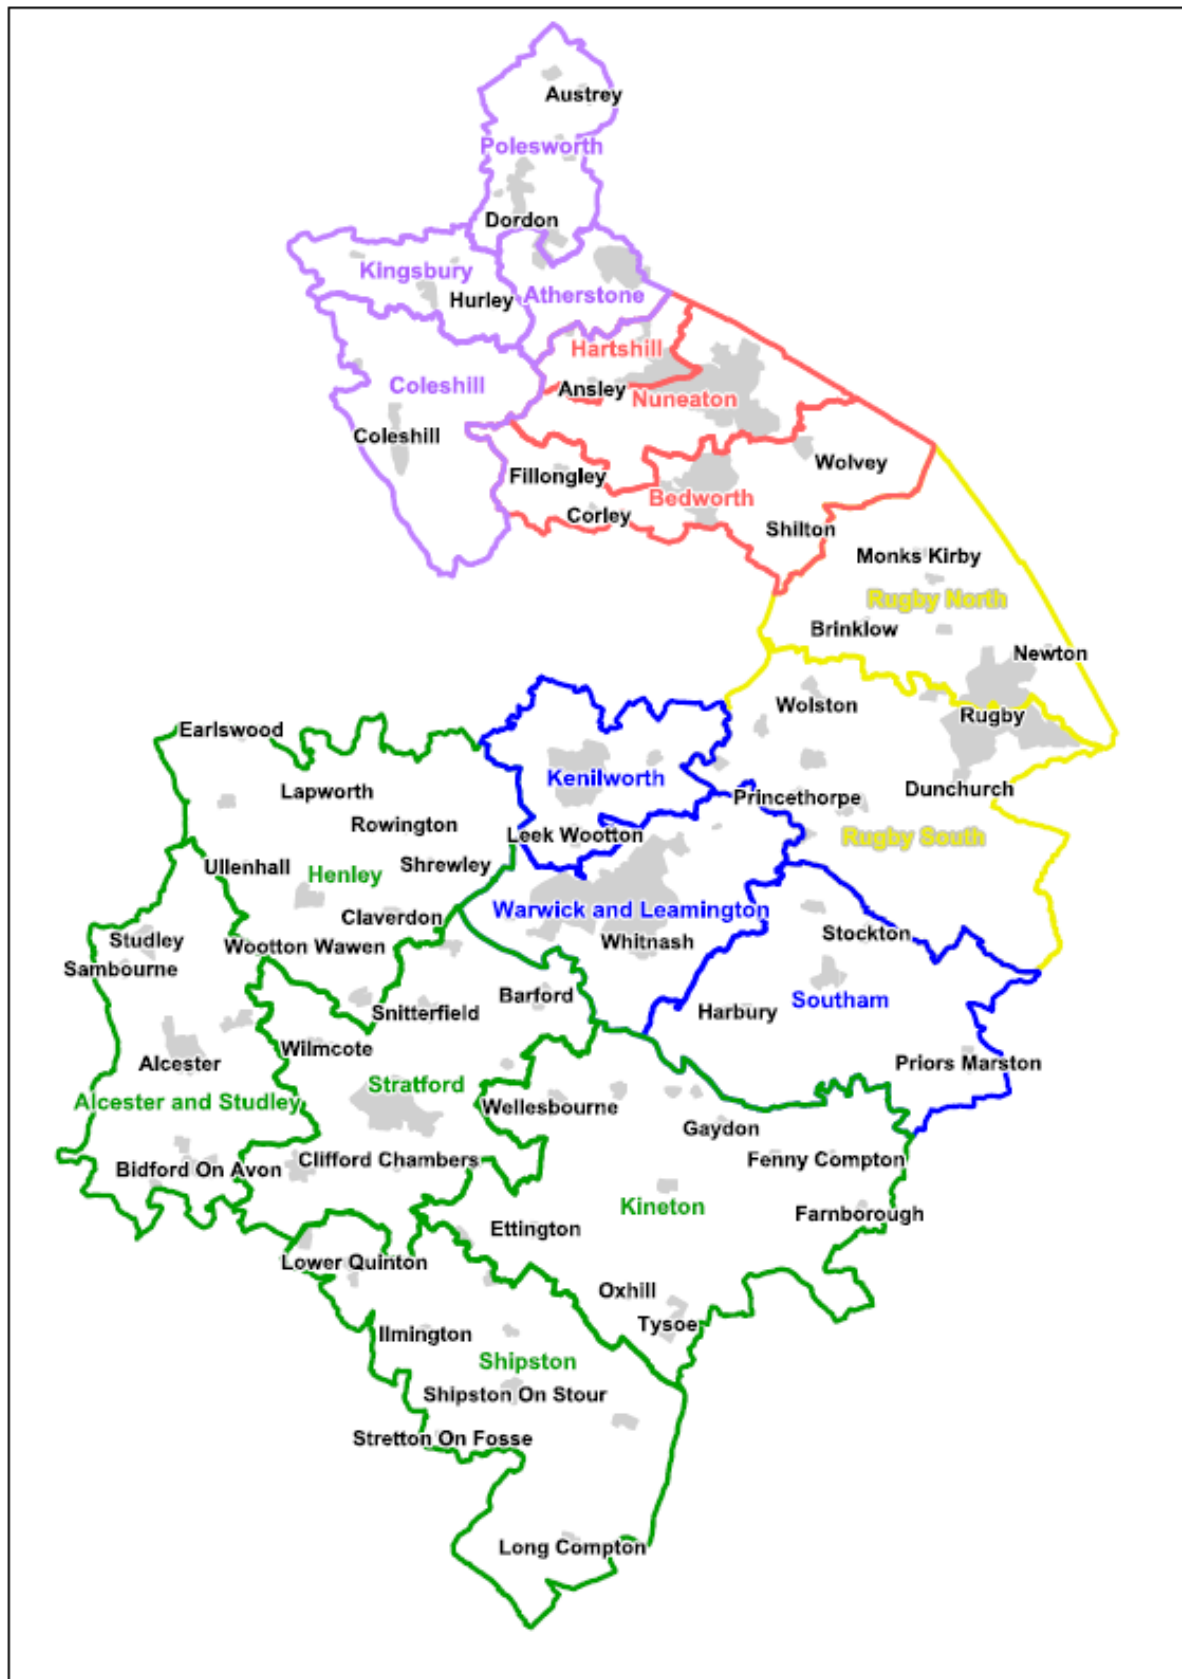 Austrey
Polesworth
Dordon
Kingsbury
Hurley
Atherstone
Hartshill
Coleshill
Ansley
Nuneaton
Coleshill
Wolvey
Fillongley
Bedworth
Corley
Shilton
Monks Kirby
Rugby North
Brinklow
Newton
Wolston
Rugby
Earlswood
Kenilworth
Lapworth
Princethorpe
Dunchurch
Rowington
Leek Wootton
Rugby South
Ullenhall
Henley
Shrewley
Claverdon
Warwick and Leamington
Studley
Wootton Wawen
Whitnash
Stockton
Sambourne
Barford
Southam
Snitterfield
Harbury
Wilmcote
Alcester
Priors Marston
Stratford
Alcester and Studley
Wellesbourne
Gaydon
Bidford On Avon
Clifford Chambers
Fenny Compton
Kineton
Farnborough
Ettington
Lower Quinton
Oxhill
Tysoe
Ilmington
Shipston
Shipston On Stour
Stretton On Fosse
Long Compton